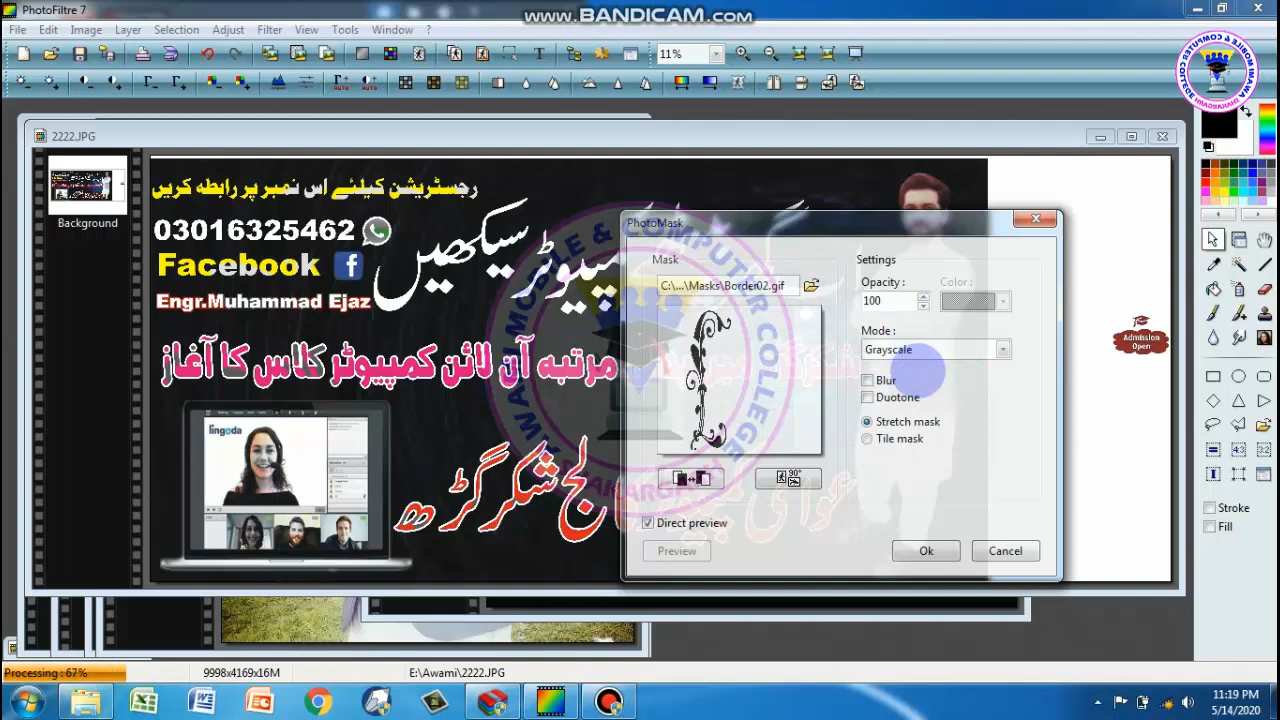 PhotoFiltre 7
www.BANDICAM.com
File Edit Image Layer Selection Adjust Filter View Tools Window ?
11%
2222.JPG
Background
رجسٹریشن کیلئے اس نمبر پر رابطہ کریں
03016325462
Facebook f
Engr.Muhammad Ejaz
کمپیوٹر سیکھیں
مرتبہ آن لائن کمپیوٹر کلاس کا آغاز
lingoda
کالج شکرگڑھ
Admission
Open
PhotoMask
Mask
C:\...\Masks\Border02.gif
Settings
Opacity :
Color :
100
Mode :
Grayscale
Blur
Duotone
Stretch mask
Tile mask
90°
Direct preview
Preview
Ok
Cancel
Stroke
Fill
Processing : 67%
9998x4169x16M
E:\Awami\2222.JPG
11:19 PM
5/14/2020